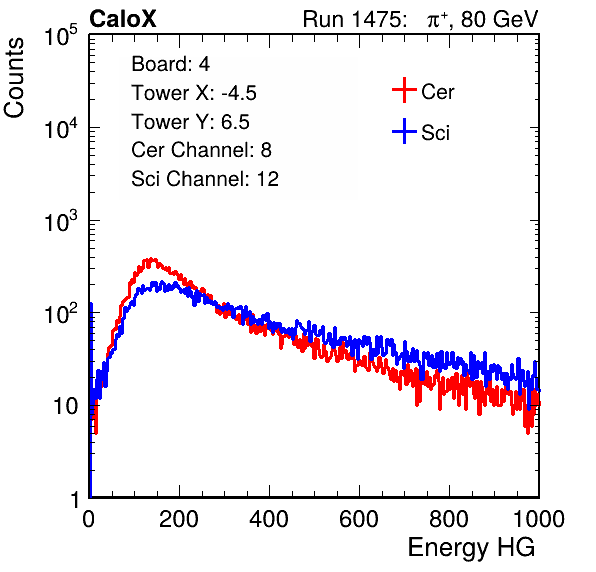 CaloX Run 1475: π⁺, 80 GeV
Board: 4
Tower X: -4.5
Tower Y: 6.5
Cer Channel: 8
Sci Channel: 12
Cer
Sci
Counts
10⁵
10⁴
10³
10²
10
1
0 200 400 600 800 1000
Energy HG